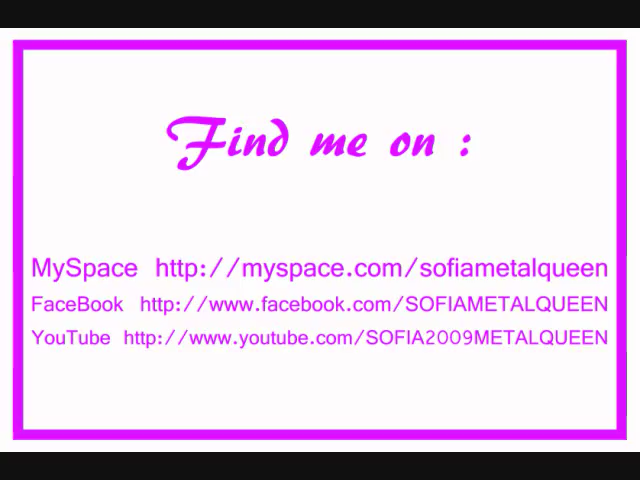 Find me on :
MySpace http://myspace.com/sofiametalqueen
FaceBook http://www.facebook.com/SOFIAMETALQUEEN
YouTube http://www.youtube.com/SOFIA2009METALQUEEN